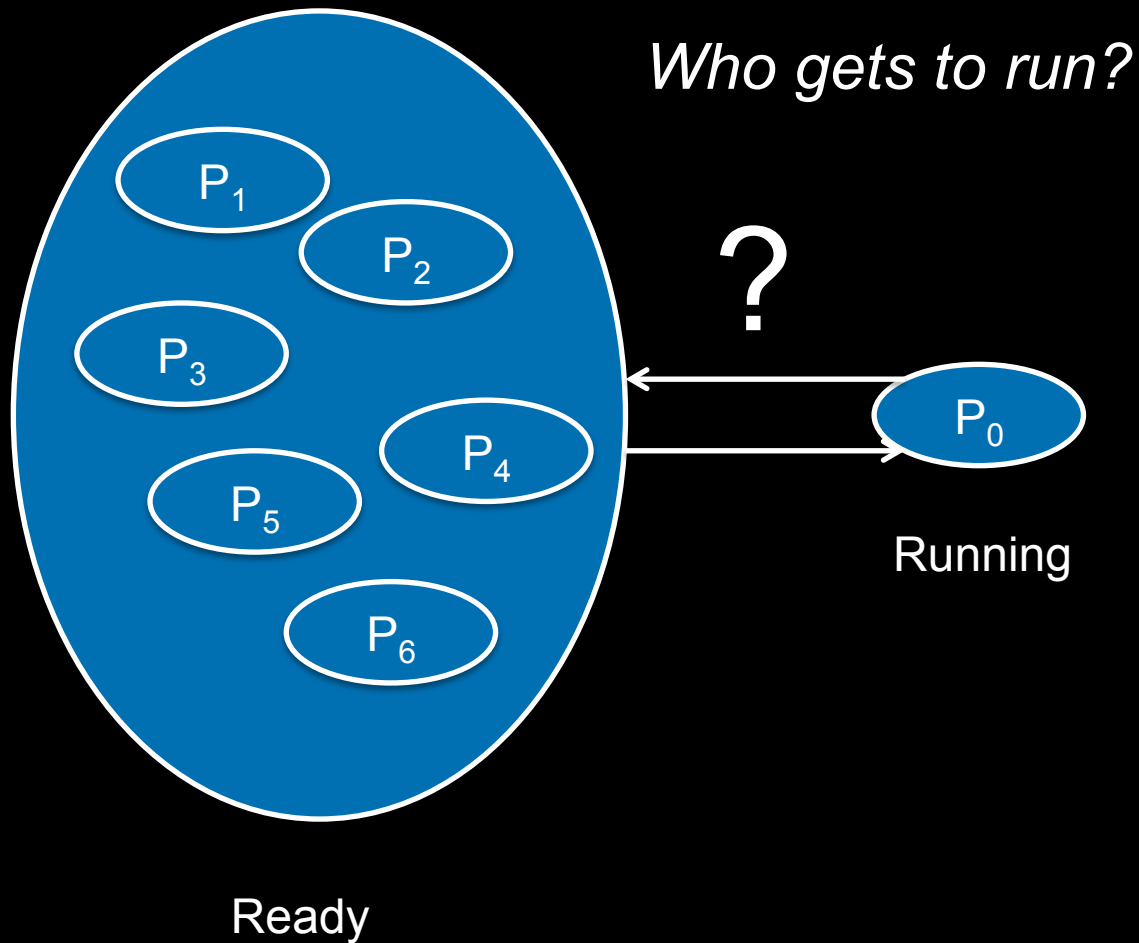 Who gets to run?
P₁
P₂
?
P₃
P₀
P₄
P₅
Running
P₆
Ready